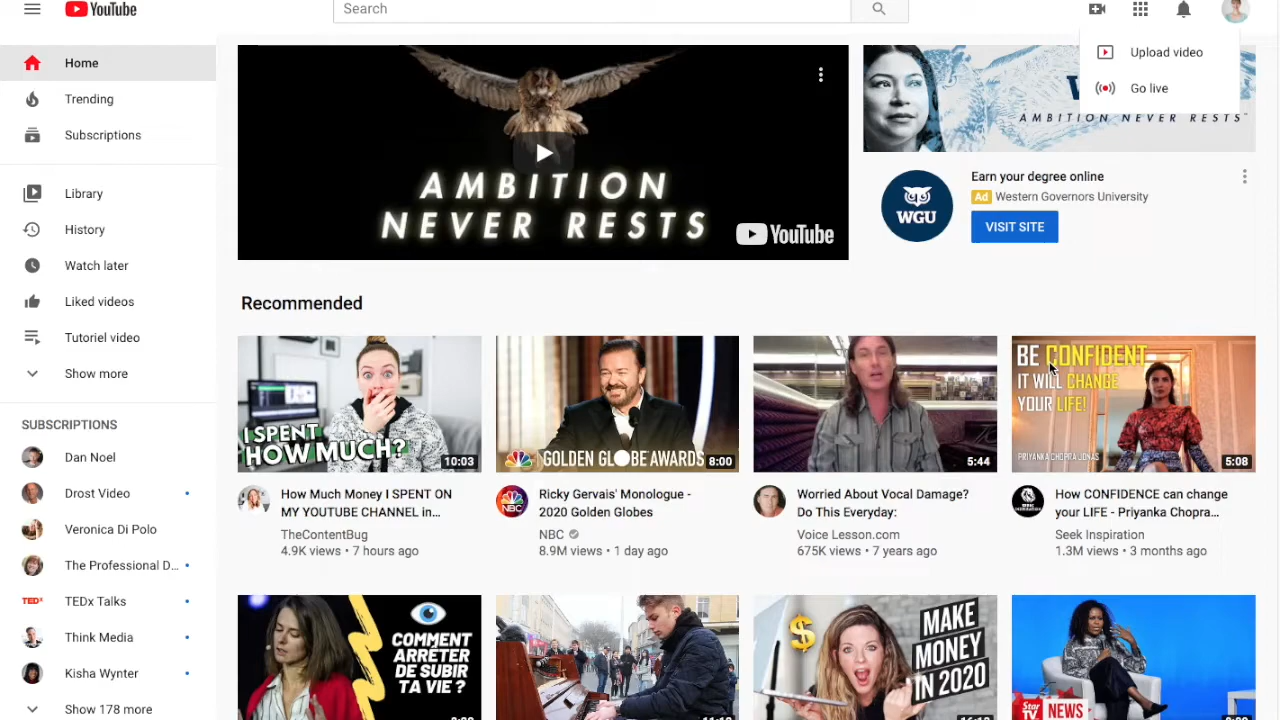 YouTube
Search
Upload video
Go live
Home
Trending
Subscriptions
Library
History
Watch later
Liked videos
Tutoriel video
Show more
SUBSCRIPTIONS
Dan Noel
Drost Video
Veronica Di Polo
The Professional D...
TEDx
TEDx Talks
Think Media
Kisha Wynter
Show 178 more
AMBITION
NEVER RESTS
YouTube
W
AMBITION NEVER RESTS
Earn your degree online
Ad Western Governors University
WGU
VISIT SITE
Recommended
I SPENT
HOW MUCH?
10:03
How Much Money I SPENT ON
MY YOUTUBE CHANNEL in...
TheContentBug
4.9K views • 7 hours ago
NBC
GOLDEN GLOBE AWARDS
8:00
NBC
Ricky Gervais' Monologue -
2020 Golden Globes
NBC
8.9M views • 1 day ago
5:44
Worried About Vocal Damage?
Do This Everyday:
Voice Lesson.com
675K views • 7 years ago
BE CONFIDENT
IT WILL CHANGE
YOUR LIFE!
PRIYANKA CHOPRA JONAS
5:08
How CONFIDENCE can change
your LIFE - Priyanka Chopra...
Seek Inspiration
1.3M views • 3 months ago
COMMENT
ARRÊTER
DE SUBIR
TA VIE ?
MAKE
MONEY
IN 2020
Star
TV NEWS